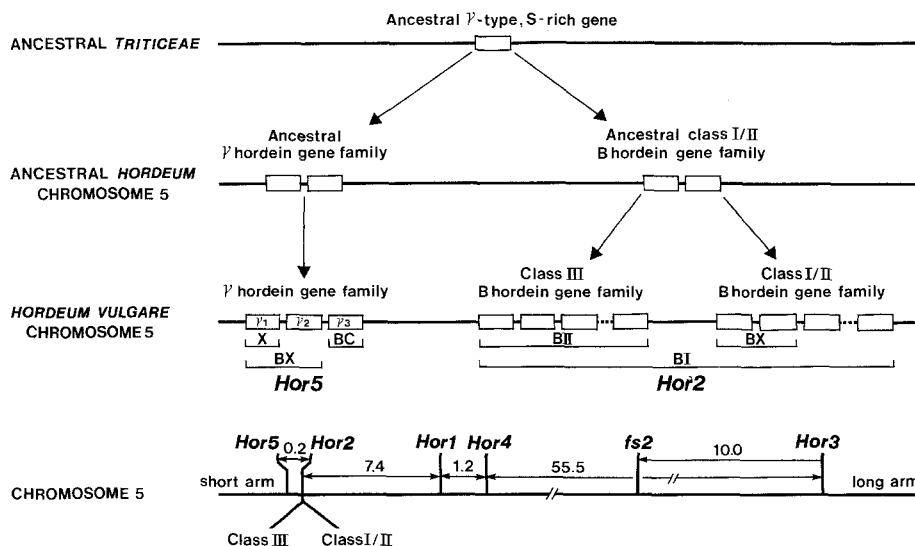 Ancestral γ-type, S-rich gene
ANCESTRAL TRITICEAE
Ancestral
γ hordein gene family
Ancestral class I/II
B hordein gene family
ANCESTRAL HORDEUM
CHROMOSOME 5
γ hordein gene family
Class III
B hordein gene family
Class I/II
B hordein gene family
HORDEUM VULGARE
CHROMOSOME 5
γ1 γ2 γ3
X BC BII BX
BX BI
Hor5 Hor2
Hor5 Hor2 Hor1 Hor4 fs2 Hor3
0.2 7.4 1.2 55.5 10.0
short arm long arm
CHROMOSOME 5
Class III Class I/II